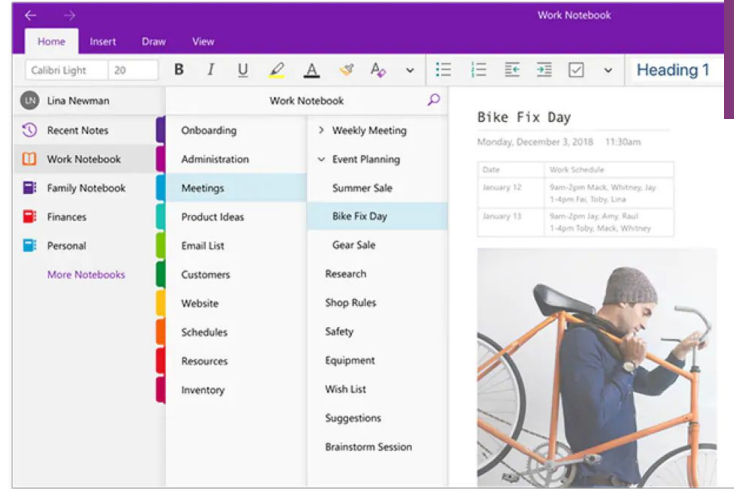 Work Notebook
Home Insert Draw View
Calibri Light 20 B I U A A Heading 1
LN Lina Newman
Recent Notes
Work Notebook
Family Notebook
Finances
Personal
More Notebooks
Work Notebook
Onboarding
Administration
Meetings
Product Ideas
Email List
Customers
Website
Schedules
Resources
Inventory
Weekly Meeting
Event Planning
Summer Sale
Bike Fix Day
Gear Sale
Research
Shop Rules
Safety
Equipment
Wish List
Suggestions
Brainstorm Session
Bike Fix Day
Monday, December 3, 2018 11:30am
Date Work Schedule
January 12 9am-2pm Mack, Whitney, Jay
1-4pm Fai, Toby, Lina
January 13 9am-2pm Jay, Amy, Raul
1-4pm Toby, Mack, Whitney